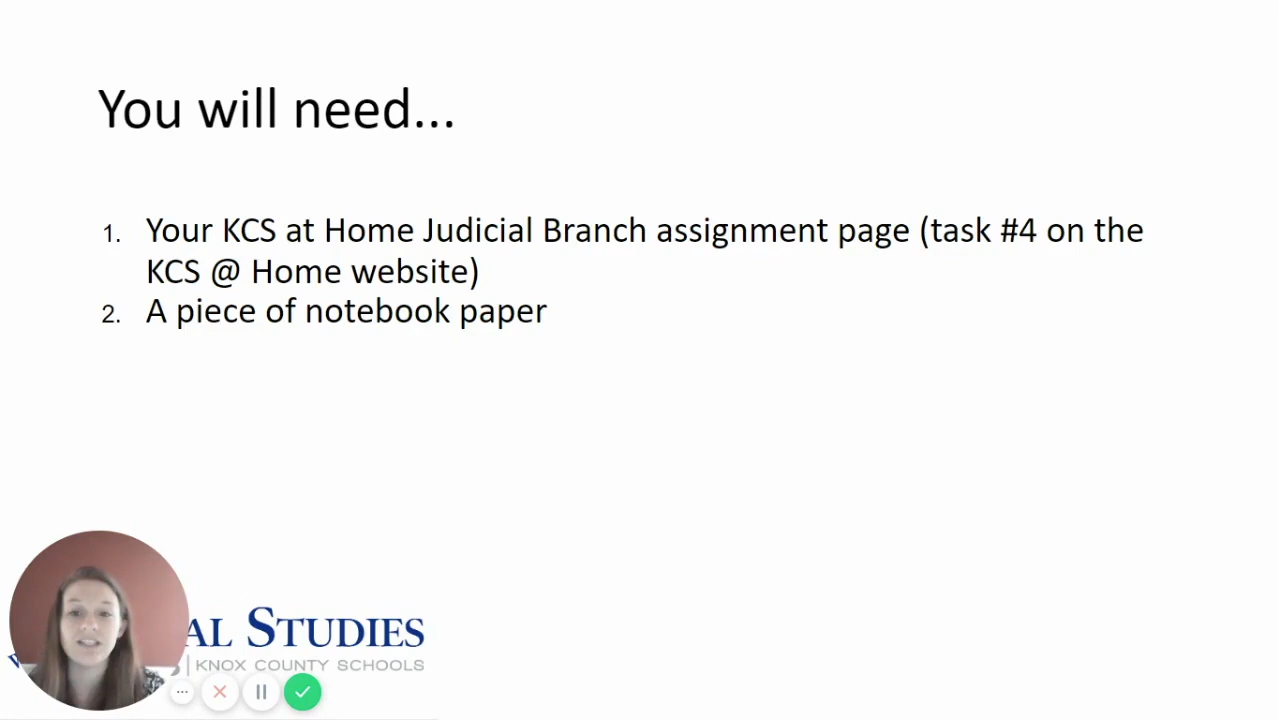 You will need...
1. Your KCS at Home Judicial Branch assignment page (task #4 on the
KCS @ Home website)
2. A piece of notebook paper
AL STUDIES
KNOX COUNTY SCHOOLS